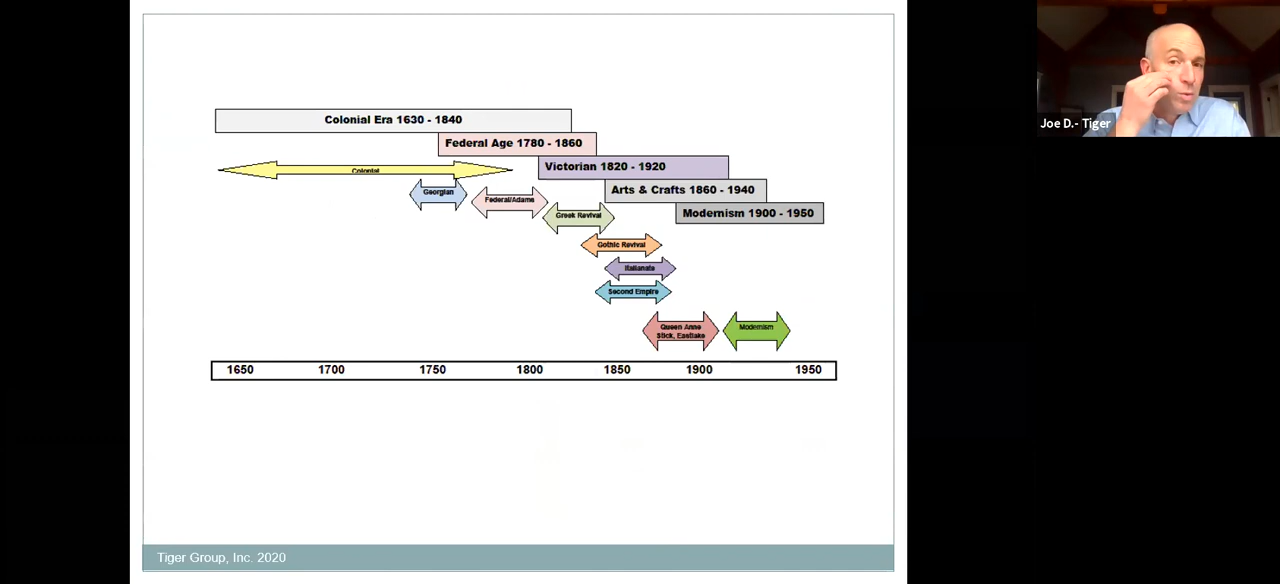 Colonial Era 1630 - 1840
Federal Age 1780 - 1860
Victorian 1820 - 1920
Colonial
Arts & Crafts 1860 - 1940
Georgian
Federal/Adams
Modernism 1900 - 1950
Greek Revival
Gothic Revival
Italianate
Second Empire
Queen Anne
Stick, Eastlake
Modernism
1650 1700 1750 1800 1850 1900 1950
Tiger Group, Inc. 2020
Joe D.- Tiger